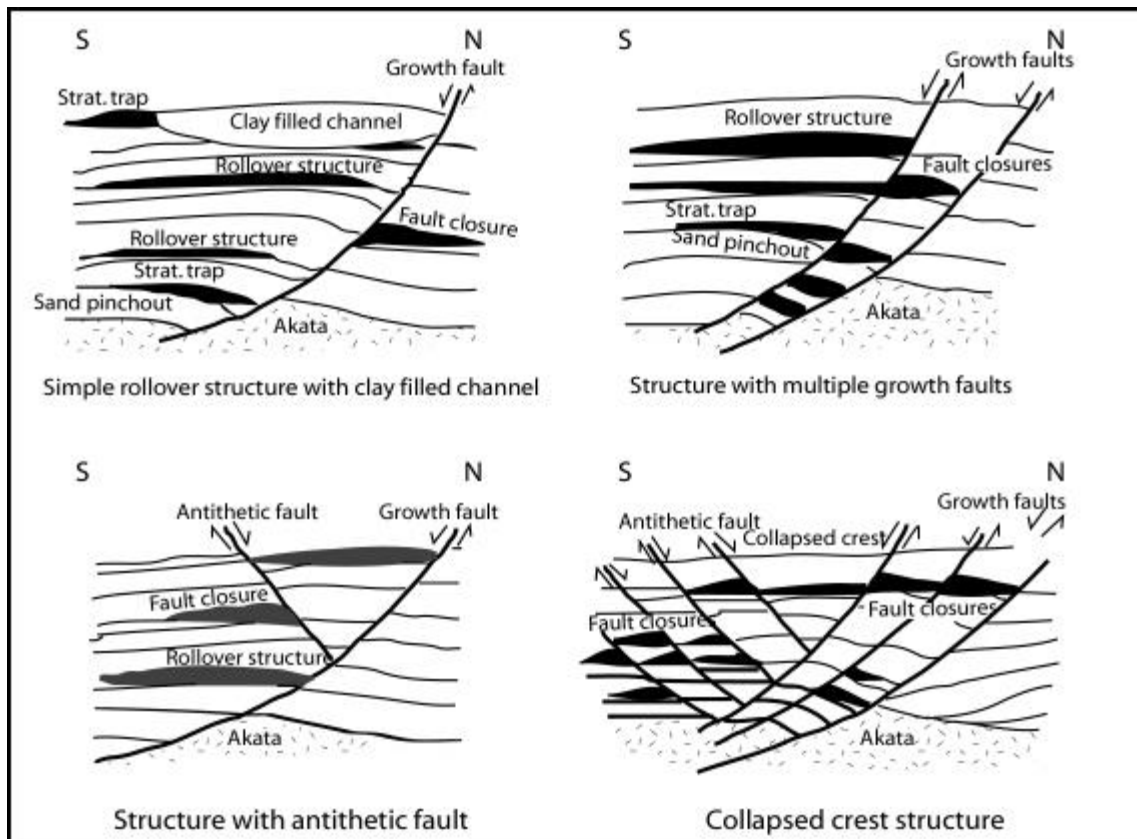 S N
Growth fault
Strat. trap
Clay filled channel
Rollover structure
Fault closure
Rollover structure
Strat. trap
Sand pinchout
Akata
Simple rollover structure with clay filled channel
S N
Growth faults
Rollover structure
Fault closures
Strat. trap
Sand pinchout
Akata
Structure with multiple growth faults
S N
Antithetic fault Growth fault
Fault closure
Rollover structure
Akata
Structure with antithetic fault
S N
Growth faults
Antithetic fault
Collapsed crest
Fault closures
Fault closures
Akata
Collapsed crest structure